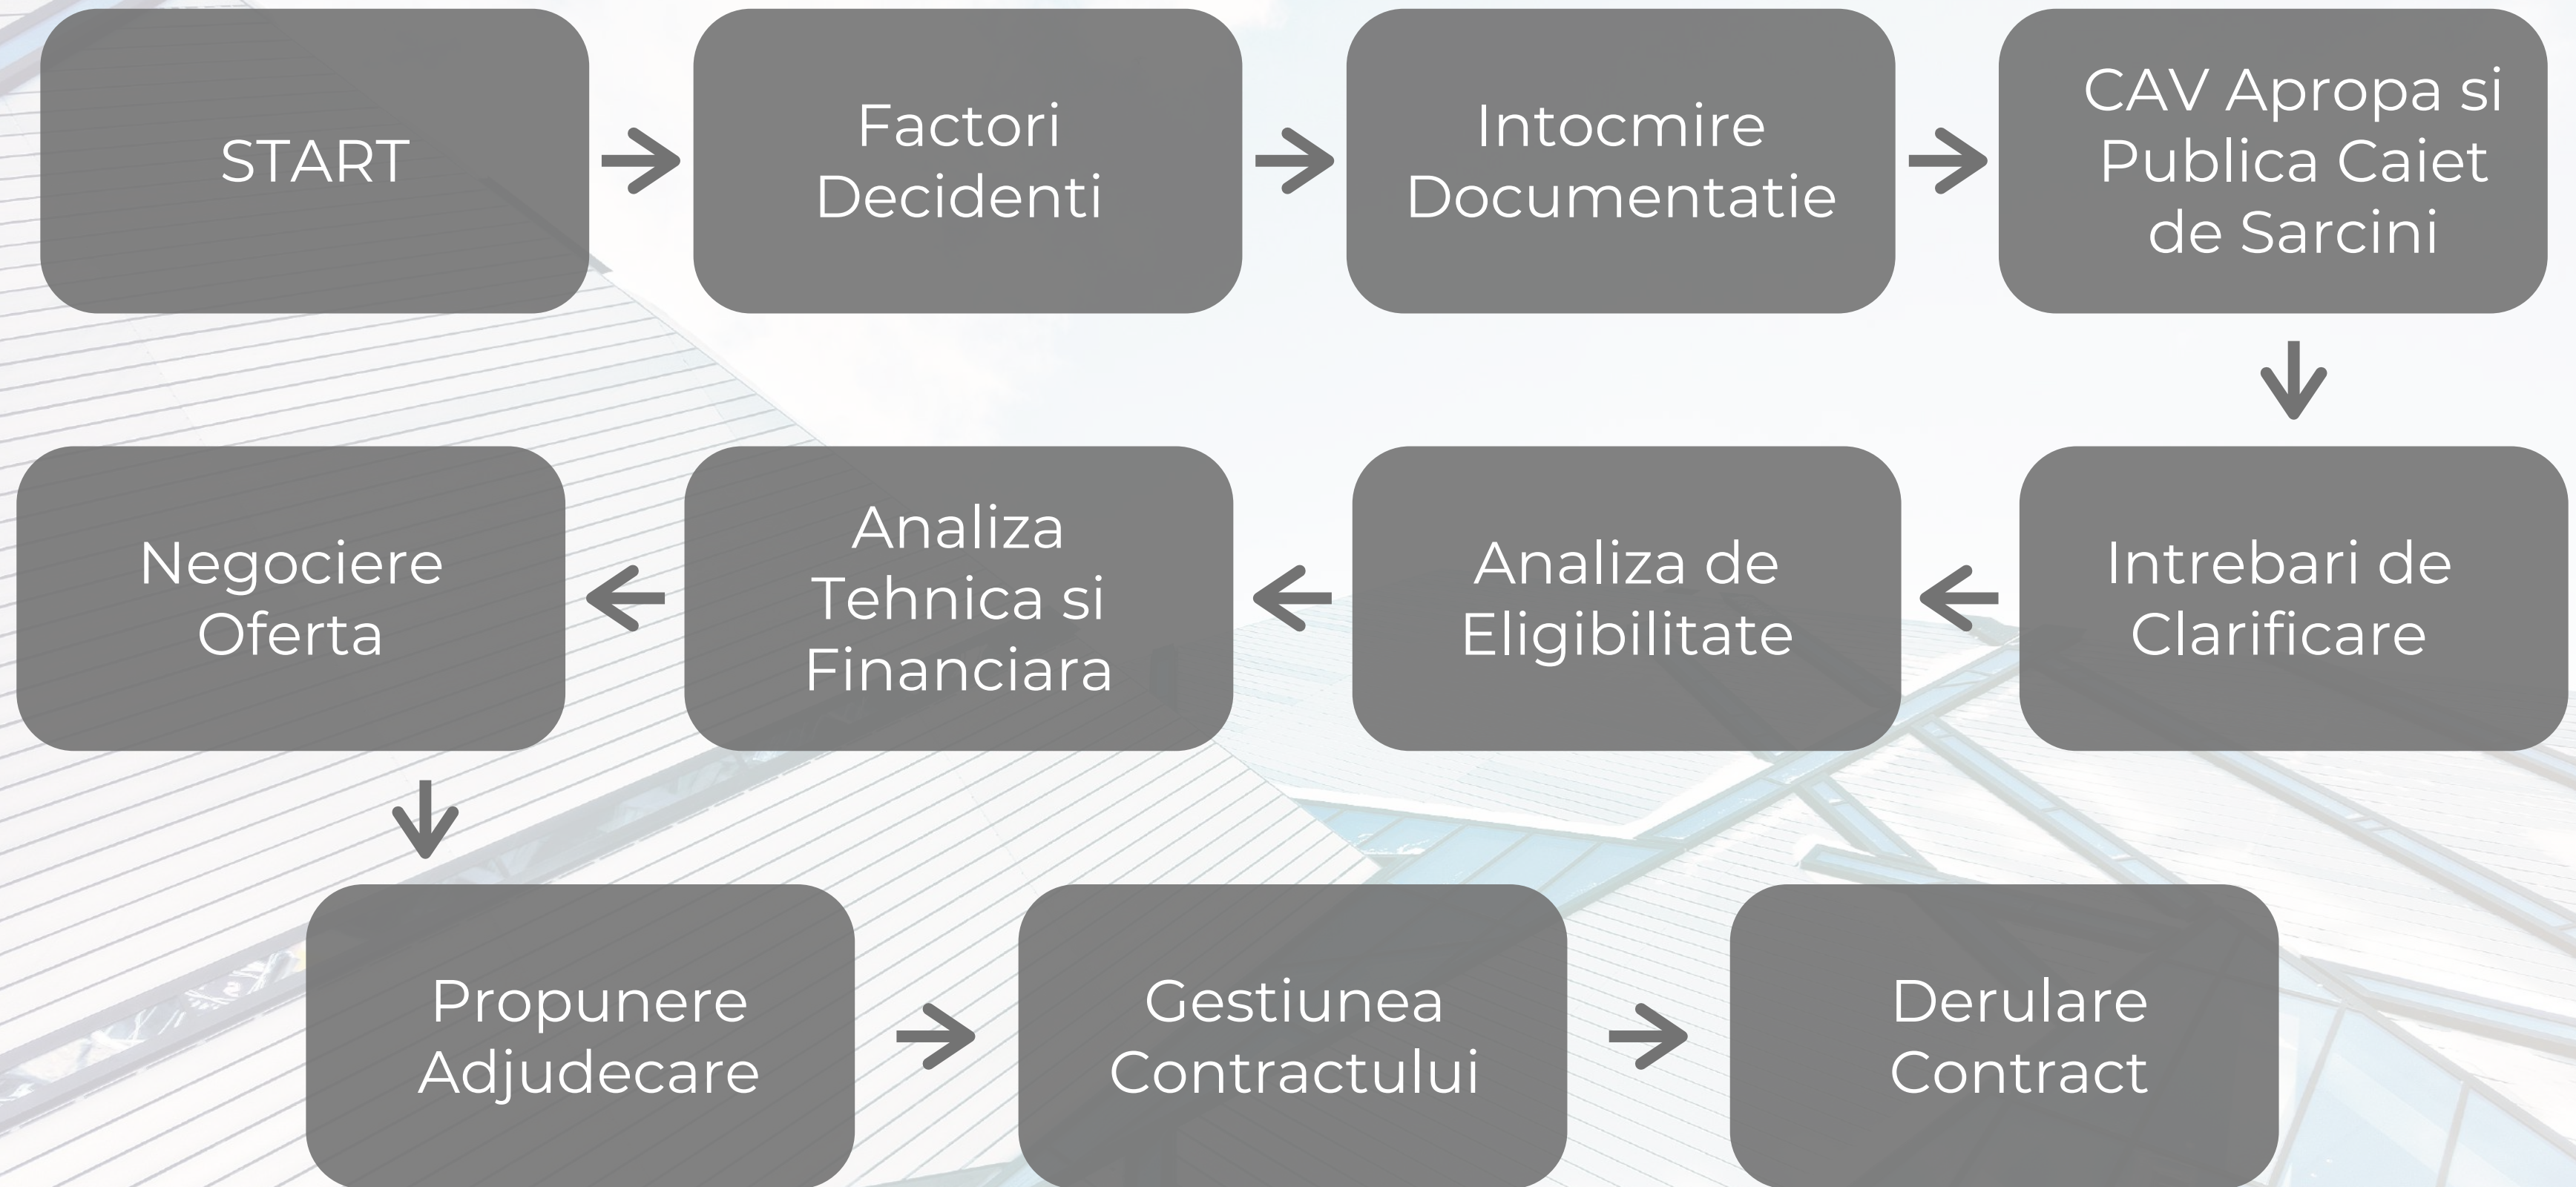 START
Factori
Decidenti
Intocmire
Documentatie
CAV Apropa si
Publica Caiet
de Sarcini
Intrebari de
Clarificare
Analiza de
Eligibilitate
Analiza
Tehnica si
Financiara
Negociere
Oferta
Propunere
Adjudecare
Gestiunea
Contractului
Derulare
Contract